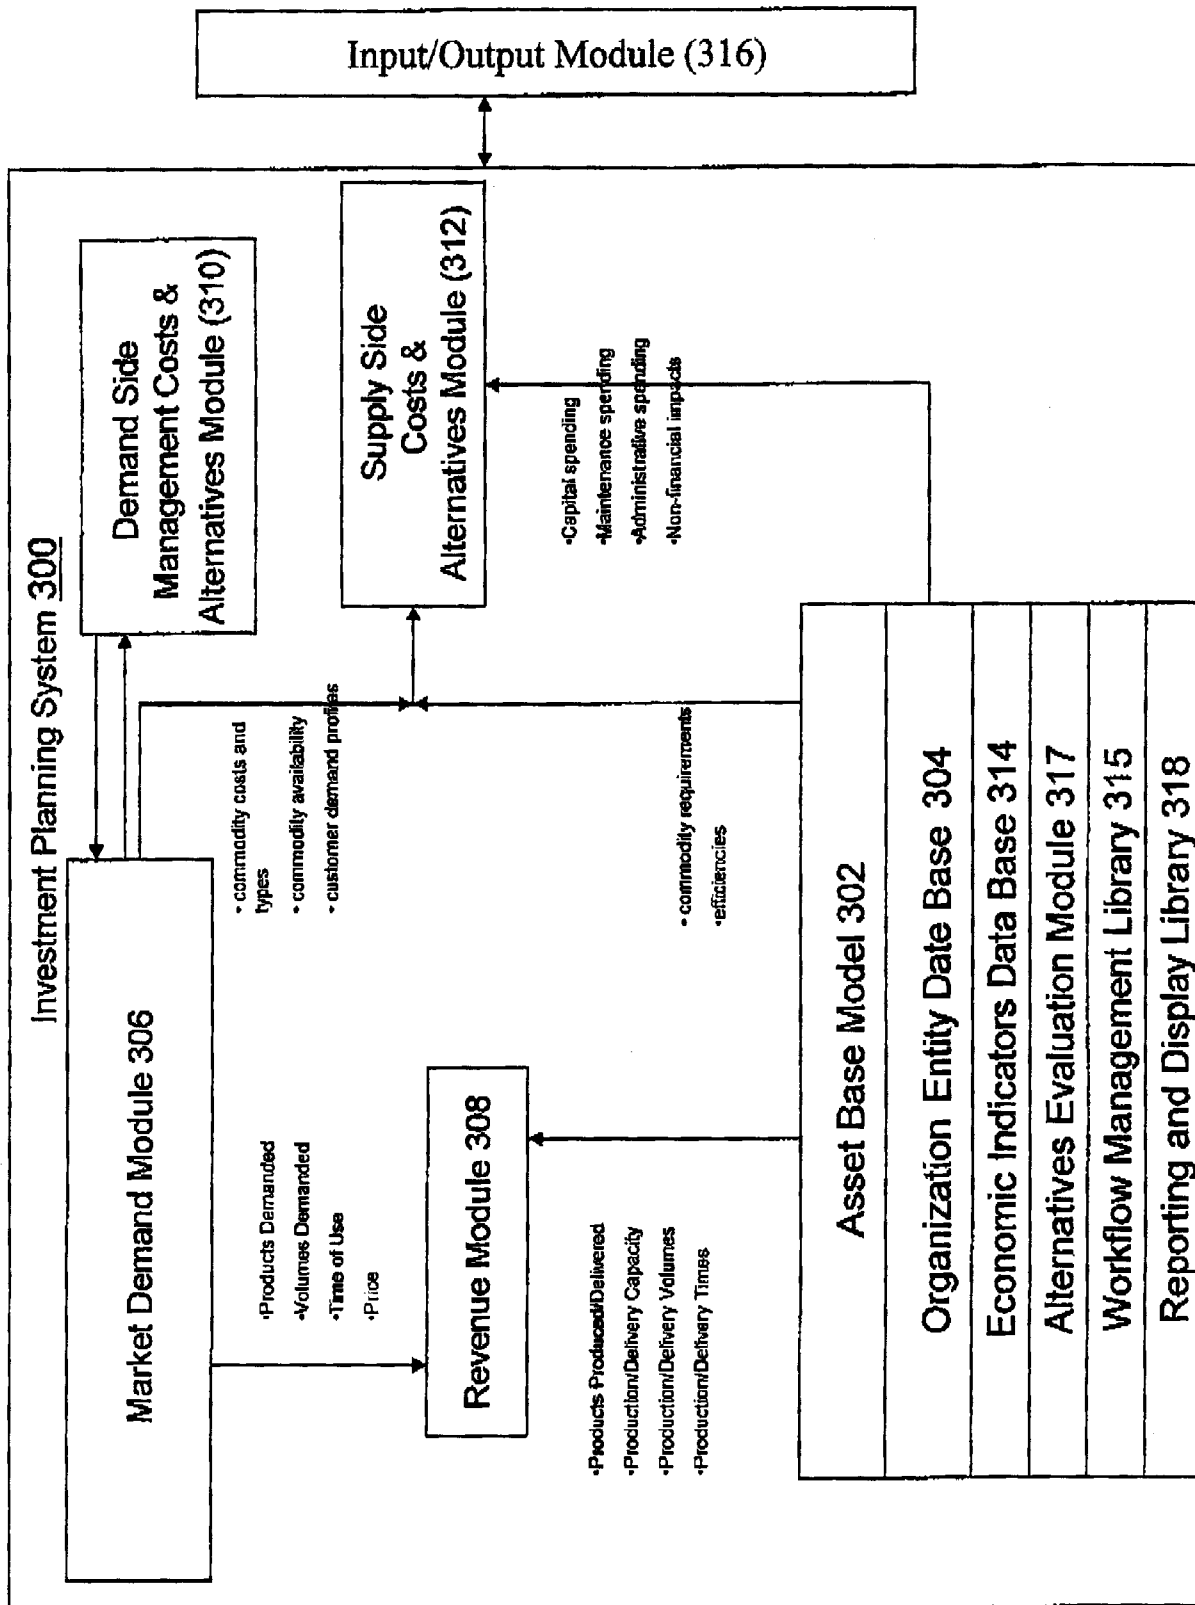 Investment Planning System 300
Market Demand Module 306
Demand Side
Management Costs &
Alternatives Module (310)
•Products Demanded
•Volumes Demanded
•Time of Use
•Price
• commodity costs and
types
• commodity availability
• customer demand profiles
Supply Side
Costs &
Alternatives Module (312)
Revenue Module 308
•Capital spending
•Maintenance spending
•Administrative spending
•Non-financial impacts
•Products Produced/Delivered
•Production/Delivery Capacity
•Production/Delivery Volumes
•Production/Delivery Times
• commodity requirements
•efficiencies
Asset Base Model 302
Organization Entity Date Base 304
Economic Indicators Data Base 314
Alternatives Evaluation Module 317
Workflow Management Library 315
Reporting and Display Library 318
Input/Output Module (316)